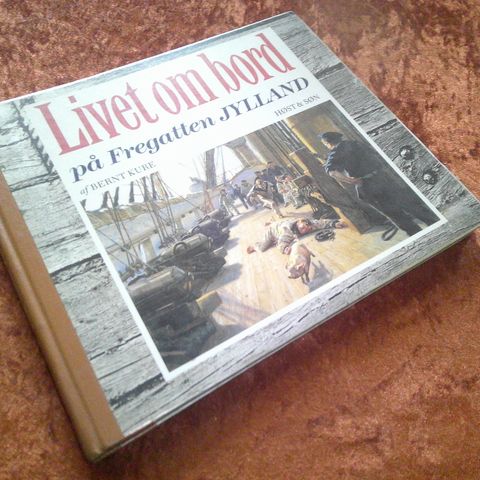 Livet om bord
på Fregatten JYLLAND
af BERNT KURE
HØST & SØN